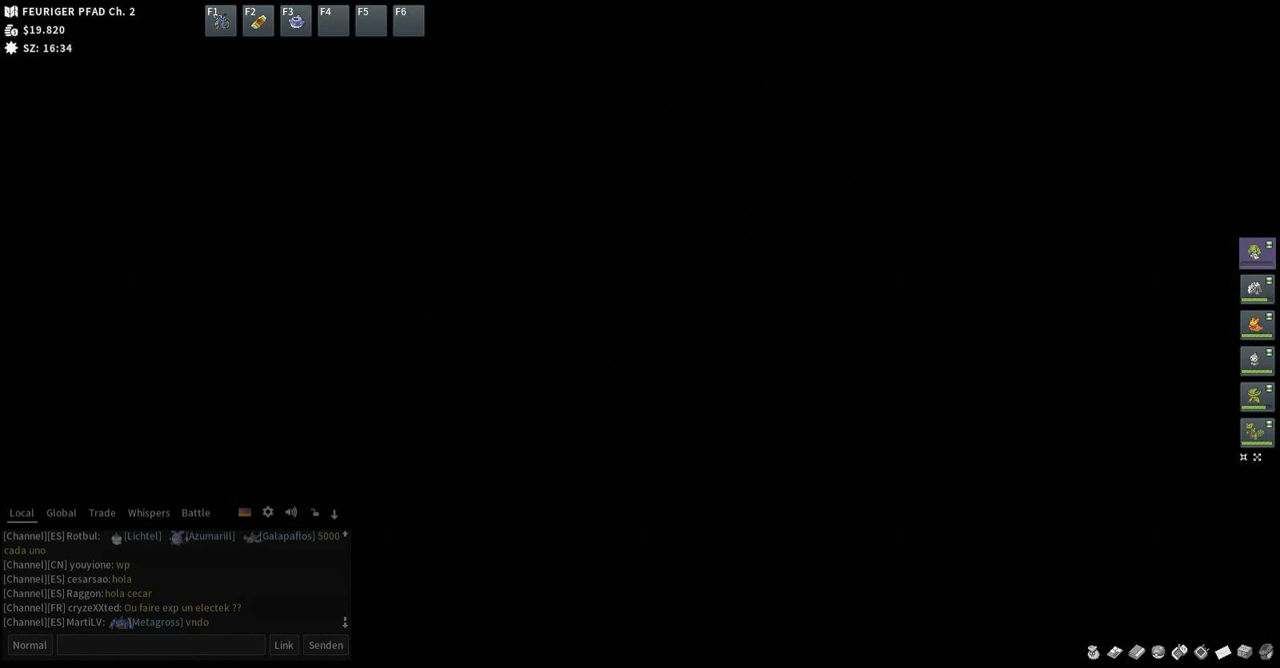 FEURIGER PFAD Ch. 2
$19.820
SZ: 16:34
F1 F2 F3 F4 F5 F6
Local Global Trade Whispers Battle
[Channel][ES] Rotbul: [Lichtel] [Azumarill] [Galapaflos] 5000
cada uno
[Channel][CN] youyione: wp
[Channel][ES] cesarsao: hola
[Channel][ES] Raggon: hola cecar
[Channel][FR] cryzeXXted: Ou faire exp un electek ??
[Channel][ES] MartiLV: [Metagross] vndo
Normal Link Senden